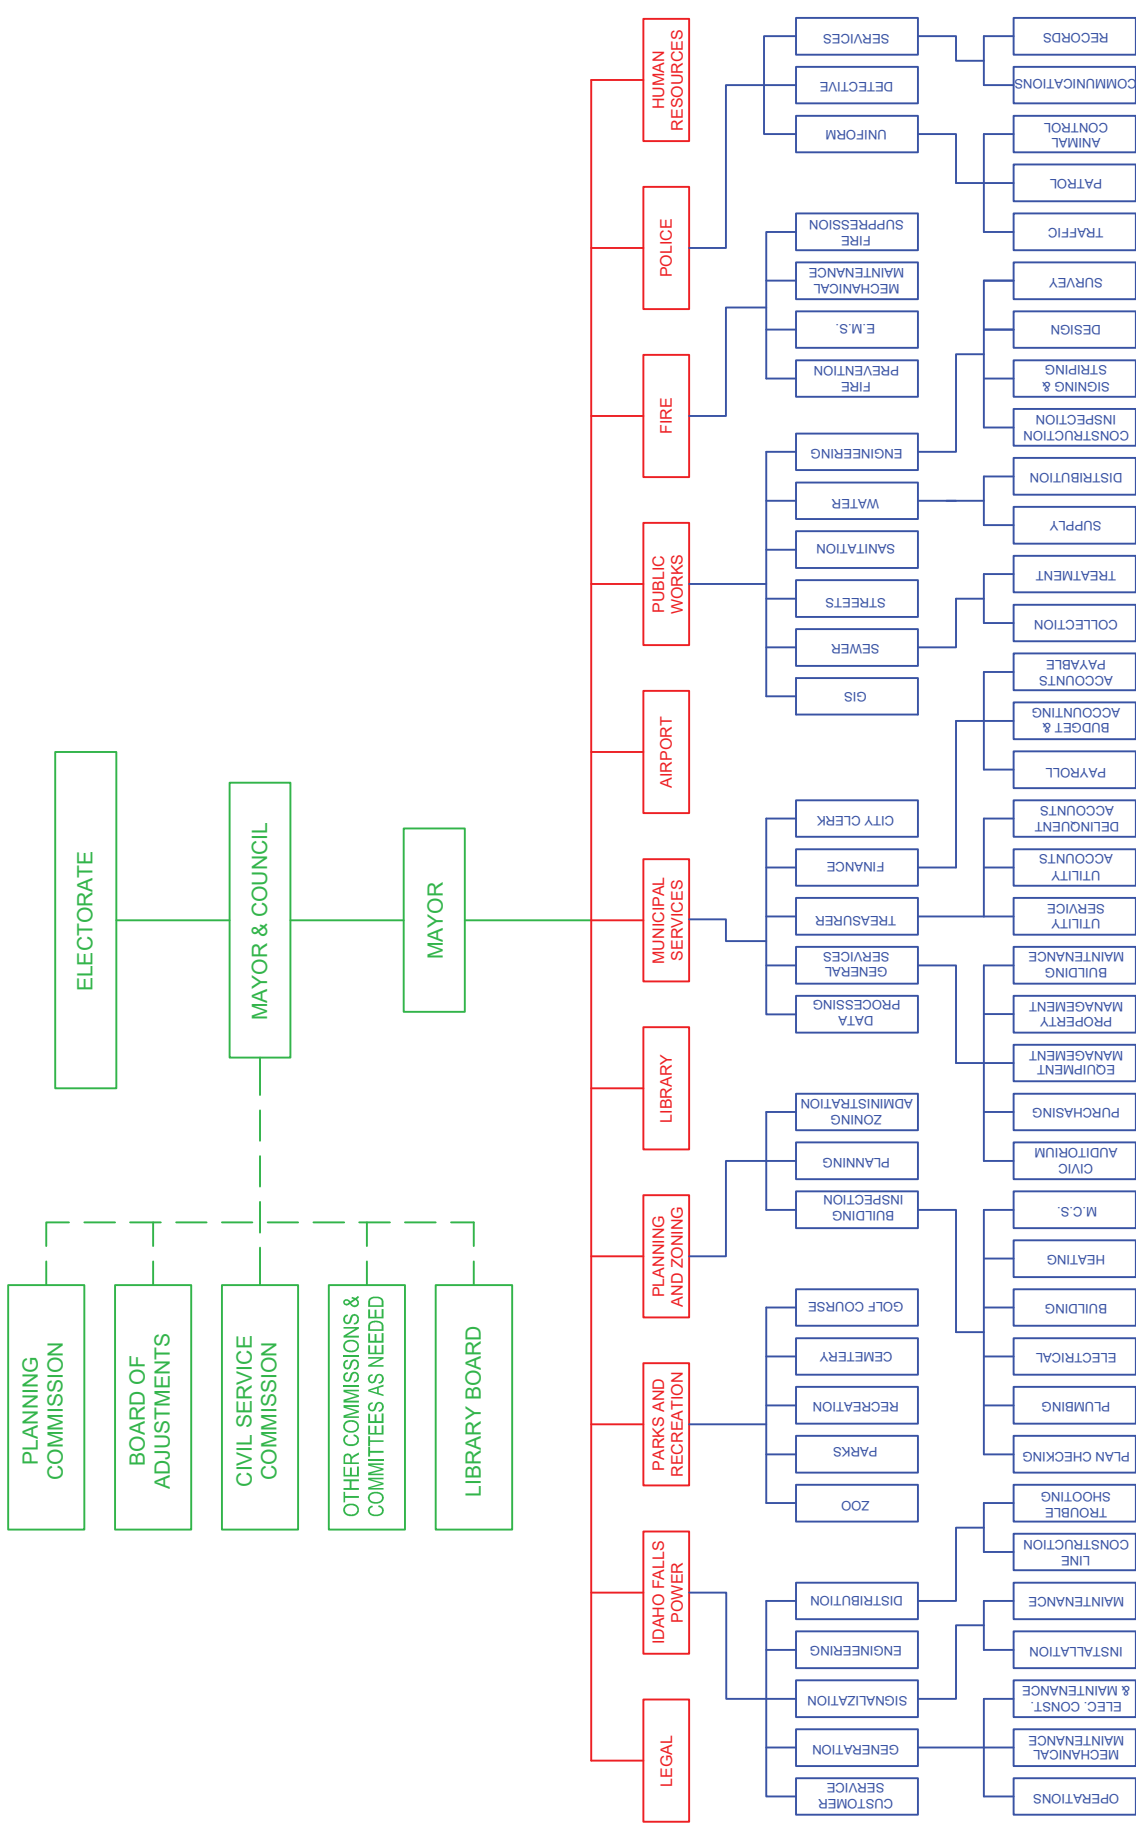 ELECTORATE
MAYOR & COUNCIL
MAYOR
PLANNING
COMMISSION
BOARD OF
ADJUSTMENTS
CIVIL SERVICE
COMMISSION
OTHER COMMISSIONS &
COMMITTEES AS NEEDED
LIBRARY BOARD
LEGAL
IDAHO FALLS
POWER
PARKS AND
RECREATION
PLANNING
AND ZONING
LIBRARY
MUNICIPAL
SERVICES
AIRPORT
PUBLIC
WORKS
FIRE
POLICE
HUMAN
RESOURCES
CUSTOMER
SERVICE
GENERATION
SIGNALIZATION
ENGINEERING
DISTRIBUTION
ZOO
PARKS
RECREATION
CEMETERY
GOLF COURSE
BUILDING
INSPECTION
PLANNING
ZONING
ADMINISTRATION
DATA
PROCESSING
GENERAL
SERVICES
TREASURER
FINANCE
CITY CLERK
GIS
SEWER
STREETS
SANITATION
WATER
ENGINEERING
FIRE
PREVENTION
E.M.S.
MECHANICAL
MAINTENANCE
FIRE
SUPPRESSION
UNIFORM
DETECTIVE
SERVICES
OPERATIONS
MECHANICAL
MAINTENANCE
ELEC. CONST.
& MAINTENANCE
INSTALLATION
MAINTENANCE
LINE
CONSTRUCTION
TROUBLE
SHOOTING
PLAN CHECKING
PLUMBING
ELECTRICAL
BUILDING
HEATING
M.C.S.
CIVIC
AUDITORIUM
PURCHASING
EQUIPMENT
MANAGEMENT
PROPERTY
MANAGEMENT
BUILDING
MAINTENANCE
UTILITY
SERVICE
UTILITY
ACCOUNTS
DELINQUENT
ACCOUNTS
PAYROLL
BUDGET &
ACCOUNTING
ACCOUNTS
PAYABLE
COLLECTION
TREATMENT
SUPPLY
DISTRIBUTION
CONSTRUCTION
INSPECTION
SIGNING &
STRIPING
DESIGN
SURVEY
TRAFFIC
PATROL
ANIMAL
CONTROL
COMMUNICATIONS
RECORDS